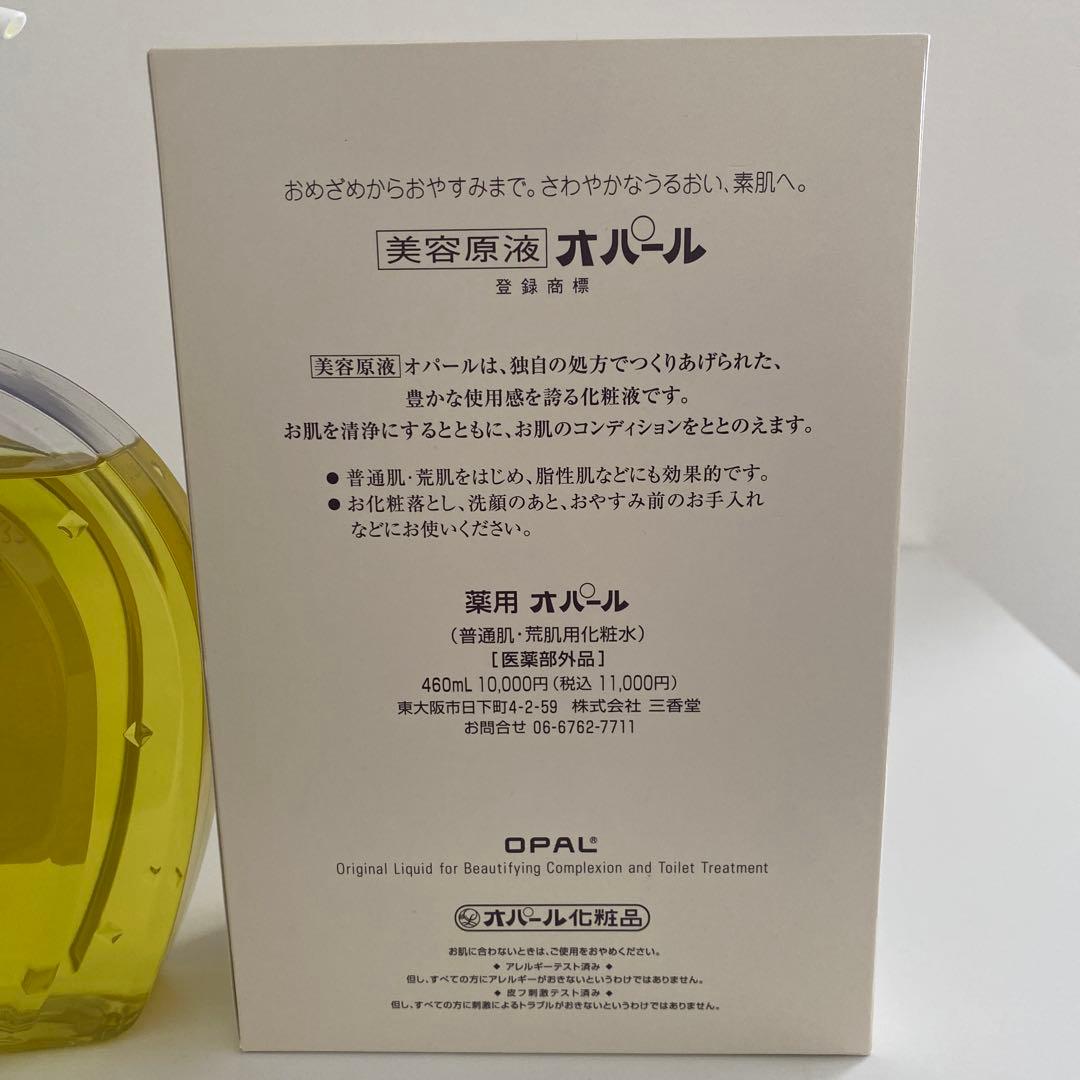 おめざめからおやすみまで。さわやかなうるおい、素肌へ。
美容原液 オパール
登録商標
美容原液 オパールは、独自の処方でつくりあげられた、
豊かな使用感を誇る化粧液です。
お肌を清浄にするとともに、お肌のコンディションをととのえます。
● 普通肌・荒肌をはじめ、脂性肌などにも効果的です。
● お化粧落とし、洗顔のあと、おやすみ前のお手入れ
などにお使いください。
薬用 オパール
(普通肌・荒肌用化粧水)
[医薬部外品]
460mL 10,000円(税込 11,000円)
東大阪市日下町4-2-59 株式会社 三香堂
お問合せ 06-6762-7711
OPAL®
Original Liquid for Beautifying Complexion and Toilet Treatment
オパール化粧品
お肌に合わないときは、ご使用をおやめください。
◆ アレルギーテスト済み ◆
但し、すべての方にアレルギーがおきないというわけではありません。
◆ 皮フ刺激テスト済み ◆
但し、すべての方に刺激によるトラブルがおきないというわけではありません。